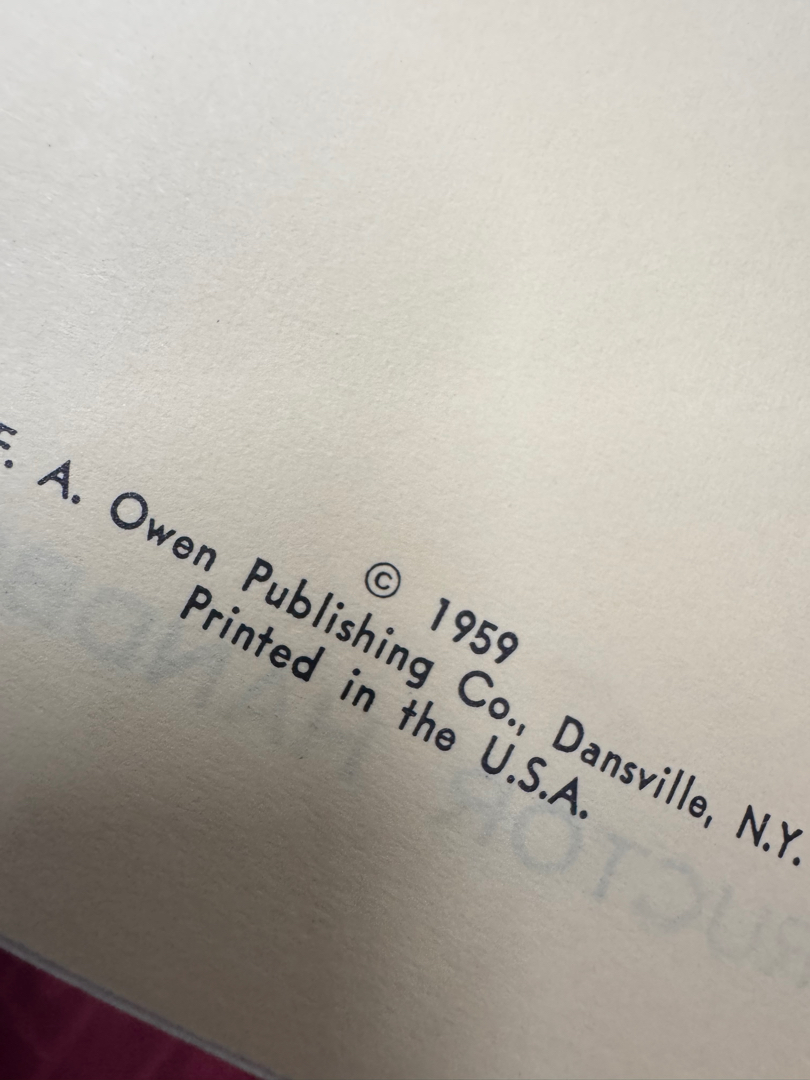 © 1959
F. A. Owen Publishing Co., Dansville, N.Y.
Printed in the U.S.A.